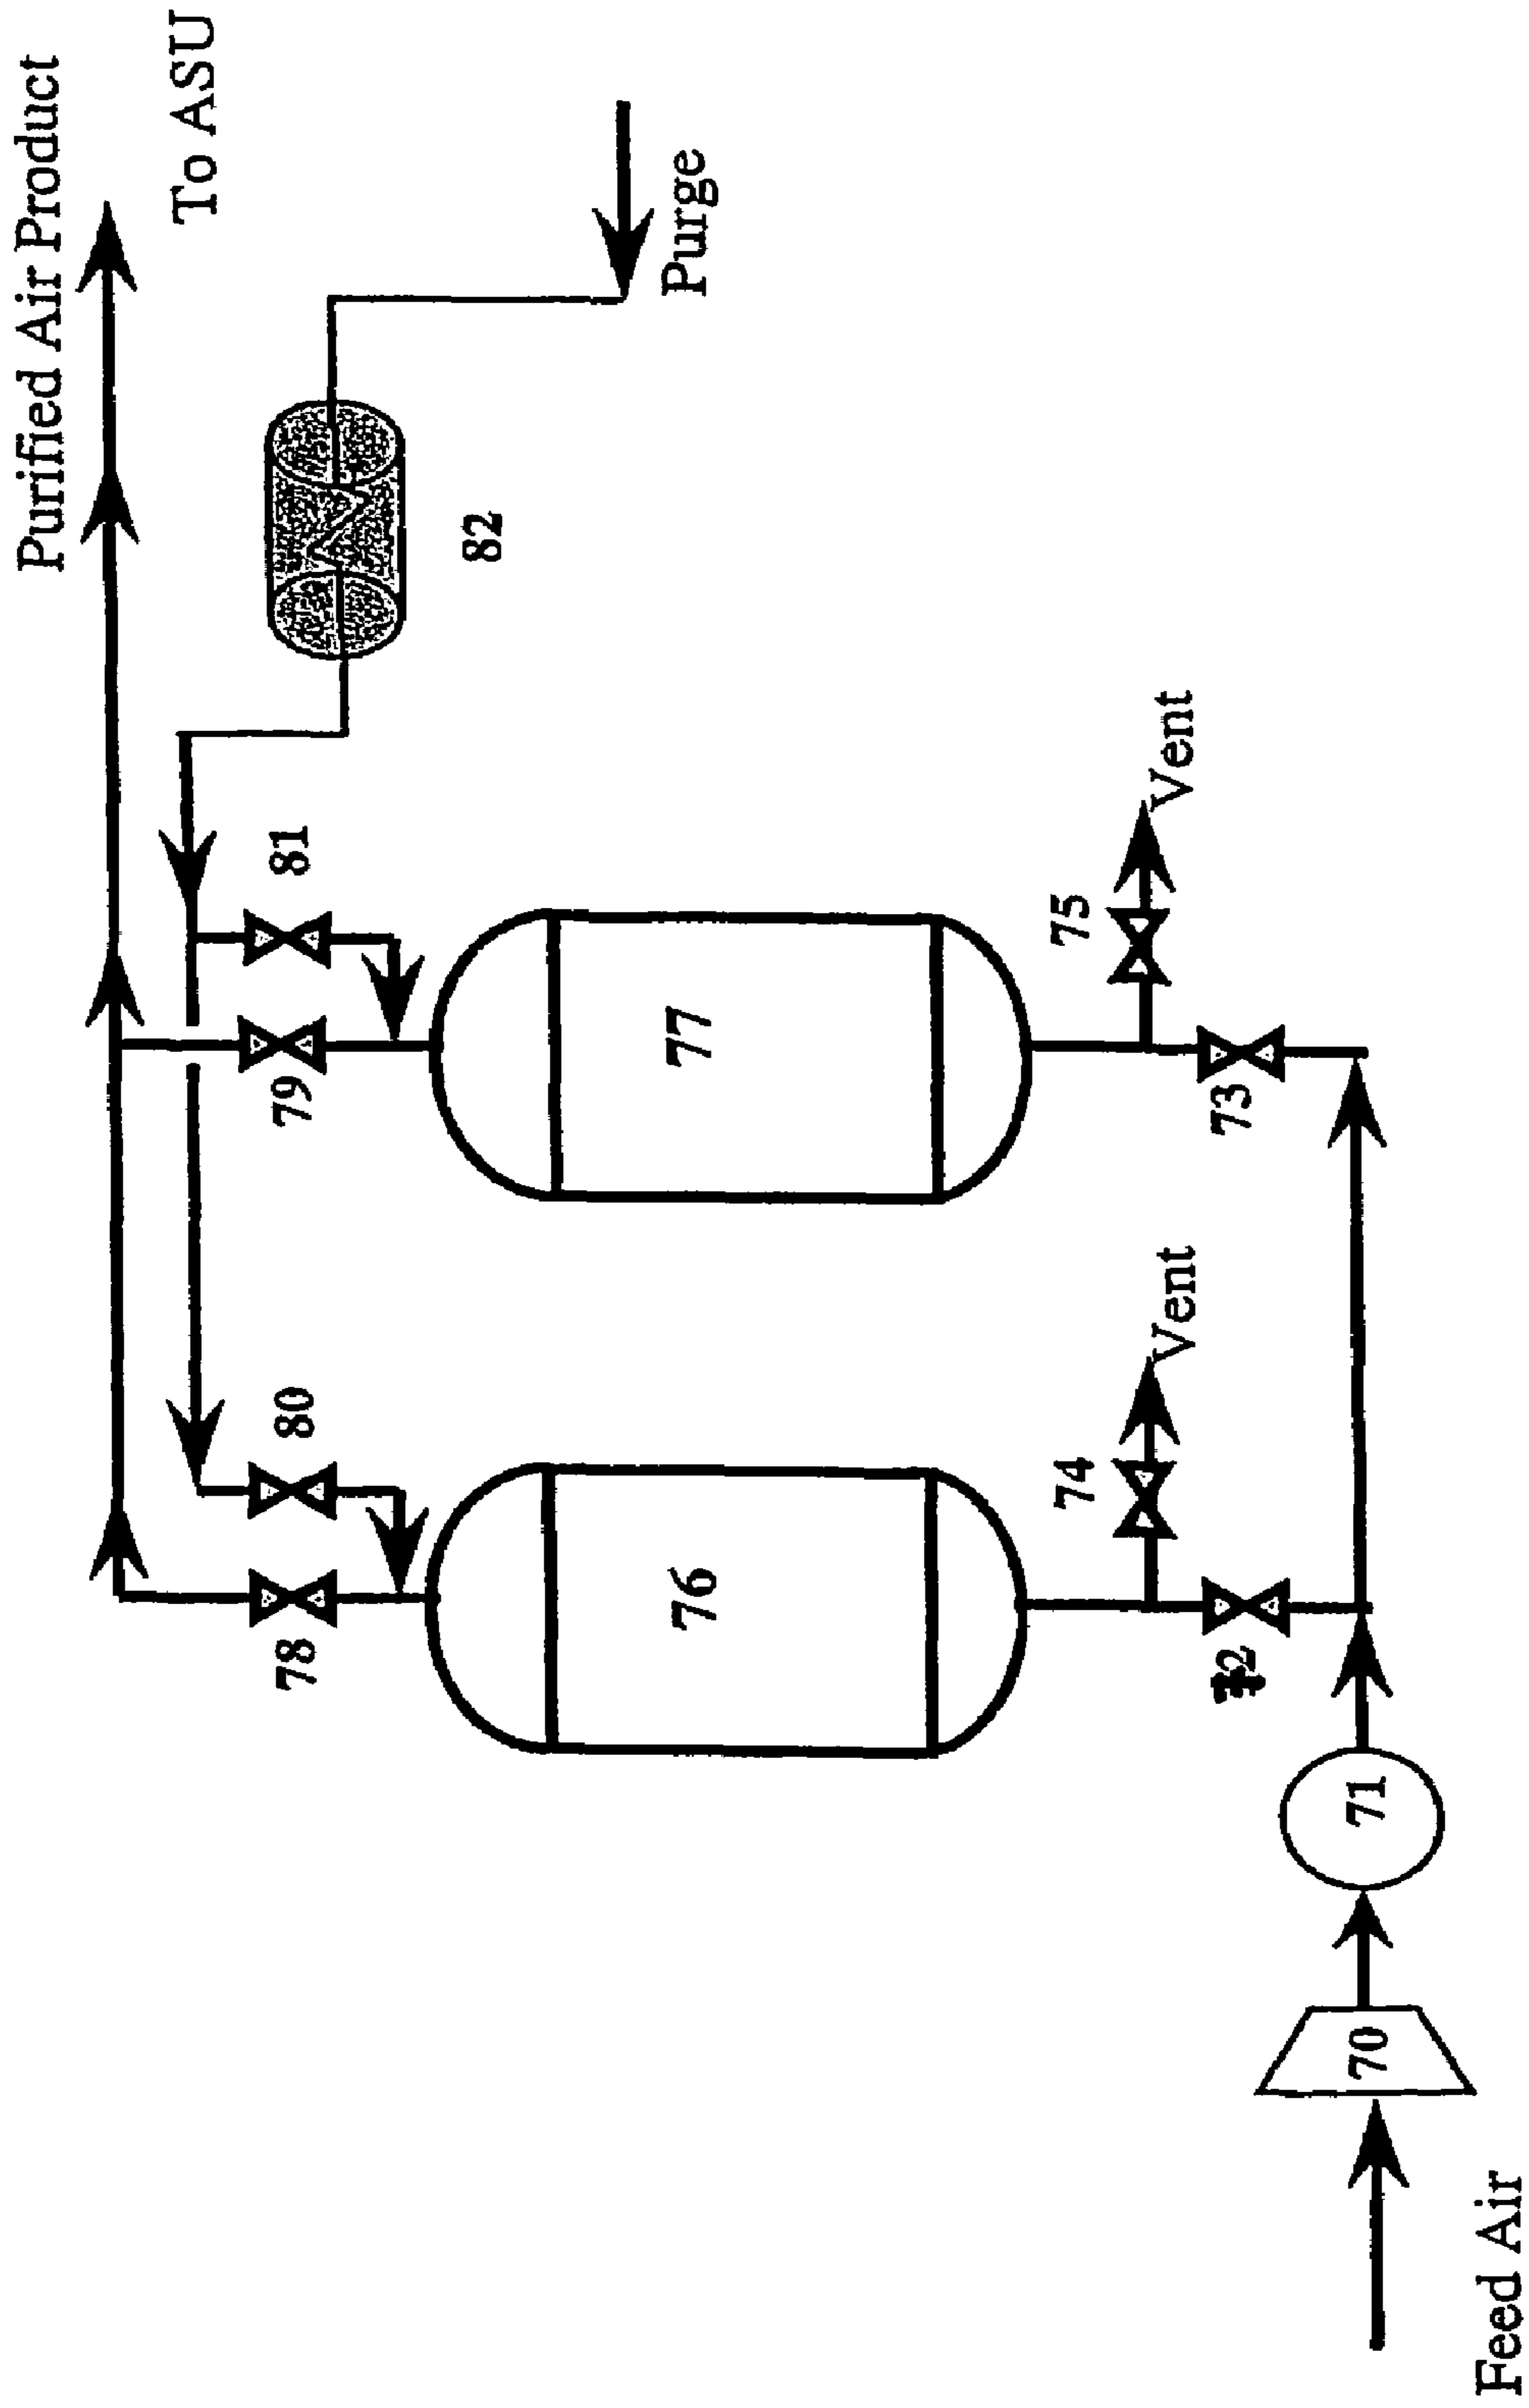 Purified Air Product
To ASU
Purge
82
81
79
80
78
77
76
75
Vent
73
74
Vent
72
71
70
Feed Air